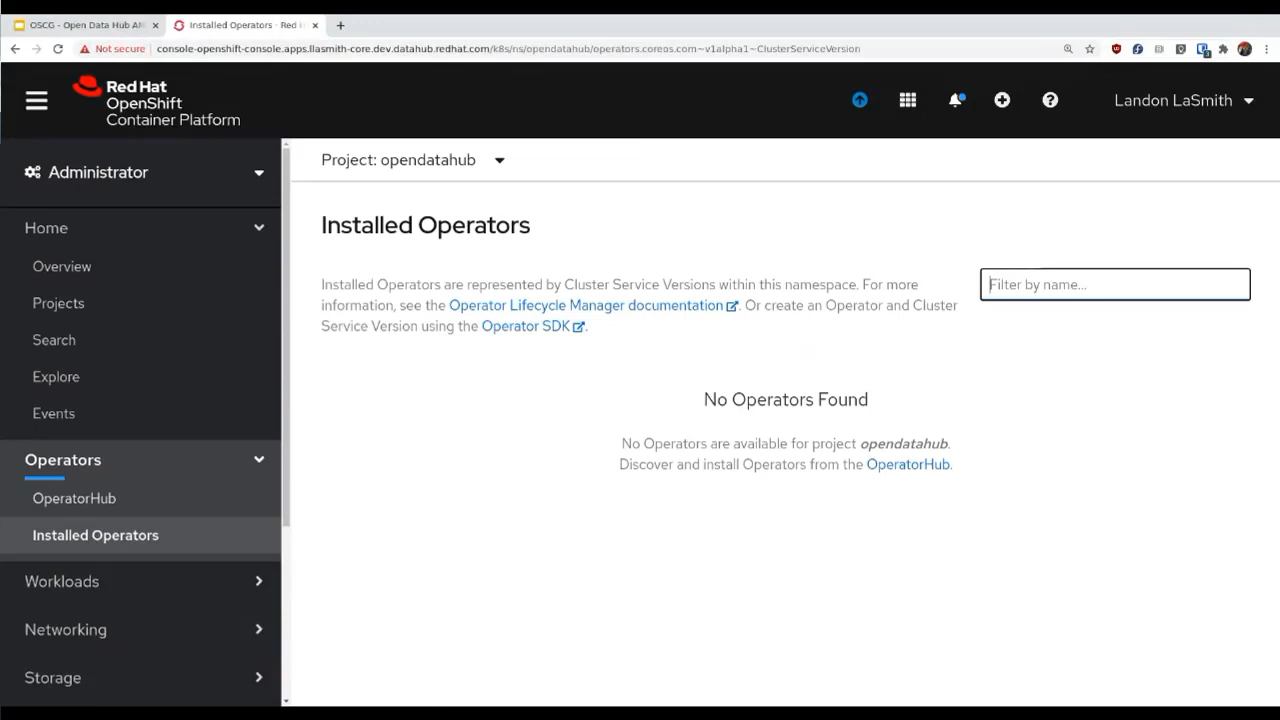 OSCG - Open Data Hub AM
Installed Operators - Red
Not secure
console-openshift-console.apps.llasmith-core.dev.datahub.redhat.com/k8s/ns/opendatahub/operators.coreos.com~v1alpha1~ClusterServiceVersion
Red Hat
OpenShift
Container Platform
Landon LaSmith
Administrator
Home
Overview
Projects
Search
Explore
Events
Operators
OperatorHub
Installed Operators
Workloads
Networking
Storage
Project: opendatahub
Installed Operators
Installed Operators are represented by Cluster Service Versions within this namespace. For more
information, see the Operator Lifecycle Manager documentation. Or create an Operator and Cluster
Service Version using the Operator SDK.
Filter by name...
No Operators Found
No Operators are available for project opendatahub.
Discover and install Operators from the OperatorHub.